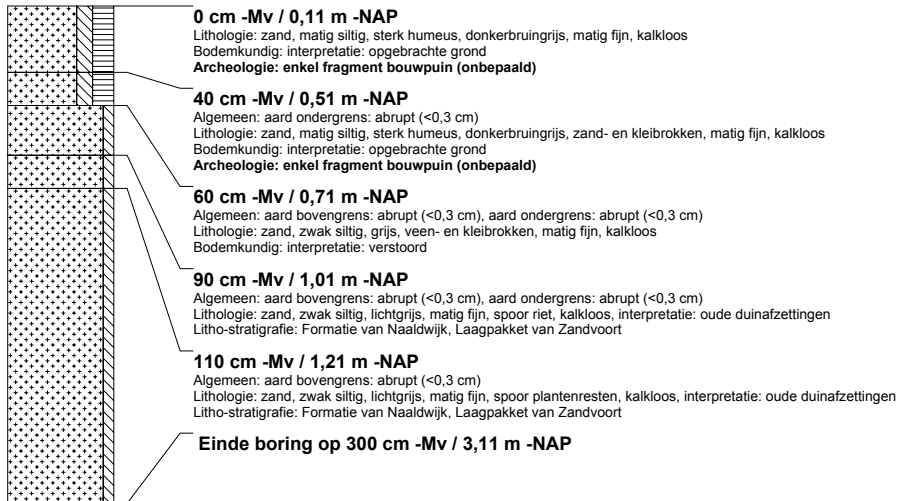 0 cm -Mv / 0,11 m -NAP
Lithologie: zand, matig siltig, sterk humeus, donkerbruingrijs, matig fijn, kalkloos
Bodemkundig: interpretatie: opgebrachte grond
Archeologie: enkel fragment bouwpuin (onbepaald)
40 cm -Mv / 0,51 m -NAP
Algemeen: aard ondergrens: abrupt (<0,3 cm)
Lithologie: zand, matig siltig, sterk humeus, donkerbruingrijs, zand- en kleibrokken, matig fijn, kalkloos
Bodemkundig: interpretatie: opgebrachte grond
Archeologie: enkel fragment bouwpuin (onbepaald)
60 cm -Mv / 0,71 m -NAP
Algemeen: aard bovengrens: abrupt (<0,3 cm), aard ondergrens: abrupt (<0,3 cm)
Lithologie: zand, zwak siltig, grijs, veen- en kleibrokken, matig fijn, kalkloos
Bodemkundig: interpretatie: verstoord
90 cm -Mv / 1,01 m -NAP
Algemeen: aard bovengrens: abrupt (<0,3 cm), aard ondergrens: abrupt (<0,3 cm)
Lithologie: zand, zwak siltig, lichtgrijs, matig fijn, spoor riet, kalkloos, interpretatie: oude duinafzettingen
Litho-stratigrafie: Formatie van Naaldwijk, Laagpakket van Zandvoort
110 cm -Mv / 1,21 m -NAP
Algemeen: aard bovengrens: abrupt (<0,3 cm)
Lithologie: zand, zwak siltig, lichtgrijs, matig fijn, spoor plantenresten, kalkloos, interpretatie: oude duinafzettingen
Litho-stratigrafie: Formatie van Naaldwijk, Laagpakket van Zandvoort
Einde boring op 300 cm -Mv / 3,11 m -NAP